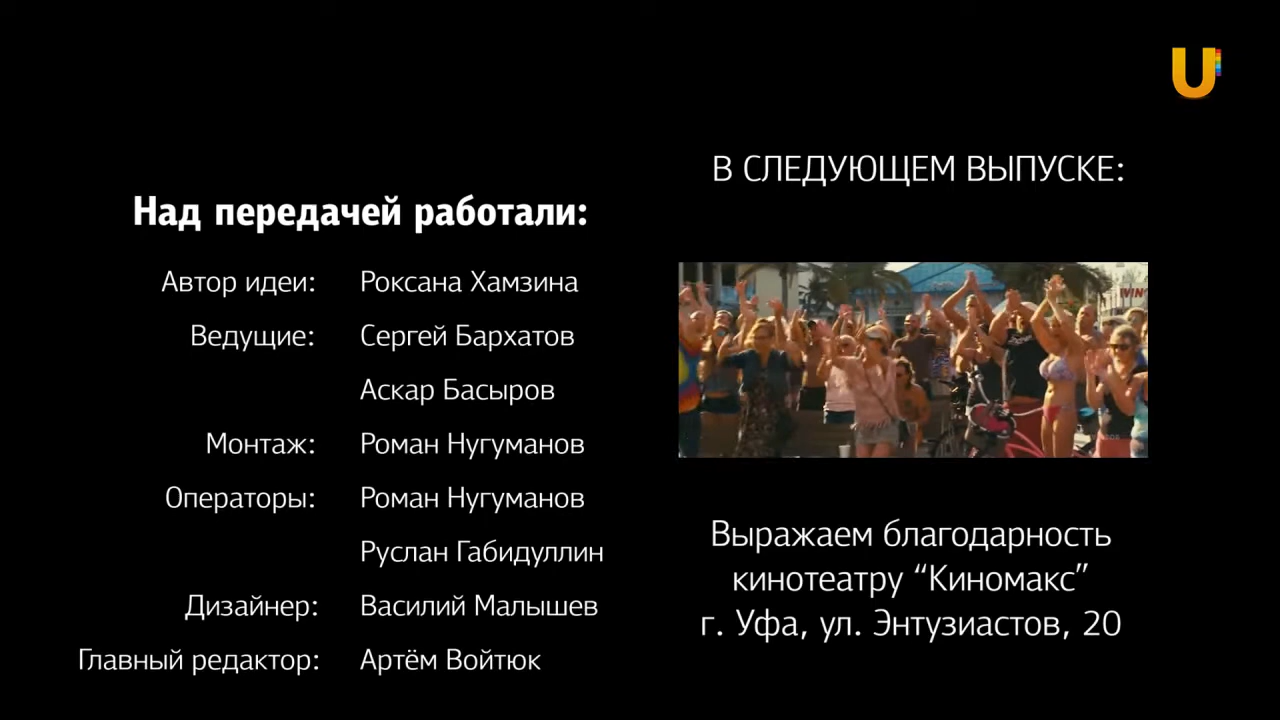 U
Над передачей работали:
Автор идеи: Роксана Хамзина
Ведущие: Сергей Бархатов
Аскар Басыров
Монтаж: Роман Нугуманов
Операторы: Роман Нугуманов
Руслан Габидуллин
Дизайнер: Василий Малышев
Главный редактор: Артём Войтюк
В СЛЕДУЮЩЕМ ВЫПУСКЕ:
Выражаем благодарность
кинотеатру “Киномакс”
г. Уфа, ул. Энтузиастов, 20